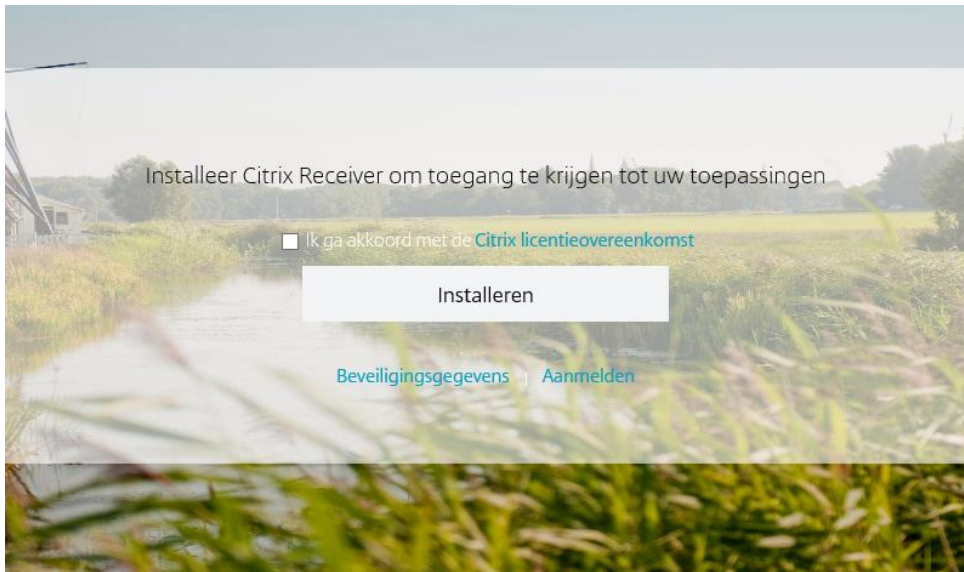 Installeer Citrix Receiver om toegang te krijgen tot uw toepassingen
Ik ga akkoord met de Citrix licentieovereenkomst
Installeren
Beveiligingsgegevens | Aanmelden